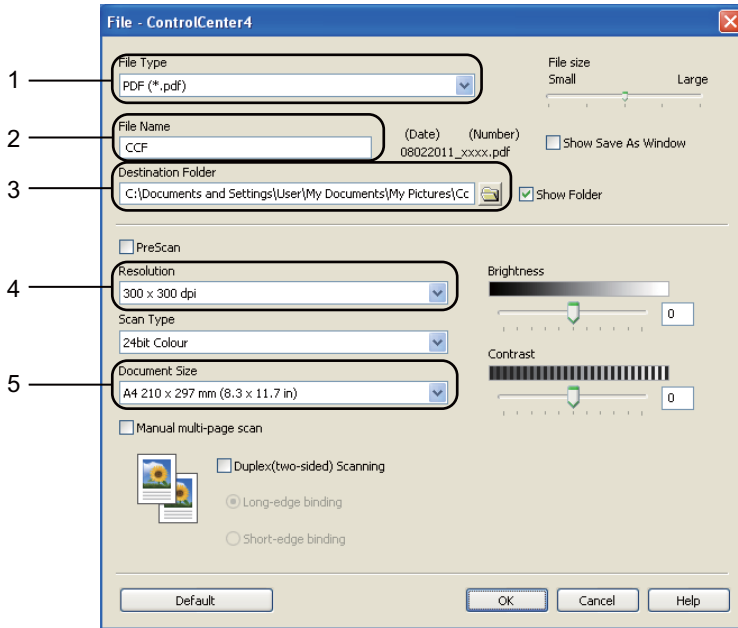 File - ControlCenter4
1
File Type
PDF (*.pdf)
File size
Small Large
2
File Name
CCF
(Date) (Number)
08022011_xxxx.pdf
Show Save As Window
3
Destination Folder
C:\Documents and Settings\User\My Documents\My Pictures\Cc
Show Folder
PreScan
4
Resolution
300 x 300 dpi
Brightness
0
Scan Type
24bit Colour
Contrast
0
5
Document Size
A4 210 x 297 mm (8.3 x 11.7 in)
Manual multi-page scan
Duplex(two-sided) Scanning
Long-edge binding
Short-edge binding
Default OK Cancel Help